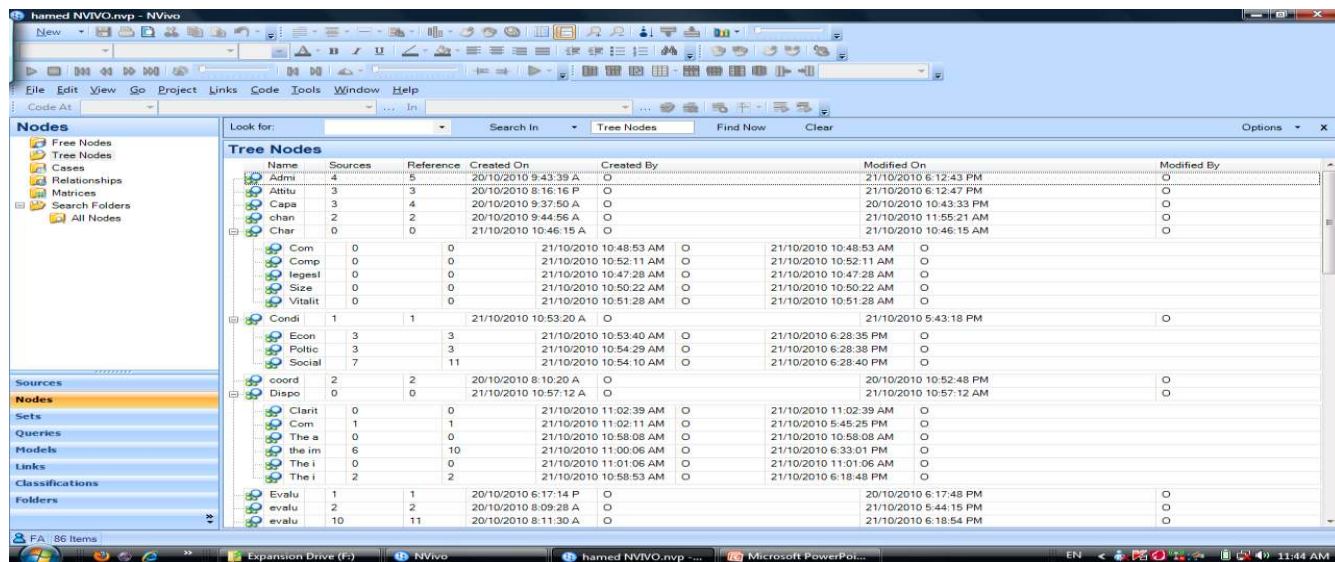 hamed NVIVO.nvp - NVivo
New
B I U
File Edit View Go Project Links Code Tools Window Help
Code At ... In ...
Nodes
Free Nodes
Tree Nodes
Cases
Relationships
Matrices
Search Folders
All Nodes
Sources
Nodes
Sets
Queries
Models
Links
Classifications
Folders
Look for: Search In Tree Nodes Find Now Clear Options x
Tree Nodes
Name Sources Reference Created On Created By Modified On Modified By
Admi 4 5 20/10/2010 9:43:39 A O 21/10/2010 6:12:43 PM O
Attitu 3 3 20/10/2010 8:16:16 P O 21/10/2010 6:12:47 PM O
Capa 3 4 20/10/2010 9:37:50 A O 20/10/2010 10:43:33 PM O
chan 2 2 20/10/2010 9:44:56 A O 21/10/2010 11:55:21 AM O
Char 0 0 21/10/2010 10:46:15 A O 21/10/2010 10:46:15 AM O
Com 0 0 21/10/2010 10:48:53 AM O 21/10/2010 10:48:53 AM O
Comp 0 0 21/10/2010 10:52:11 AM O 21/10/2010 10:52:11 AM O
legesl 0 0 21/10/2010 10:47:28 AM O 21/10/2010 10:47:28 AM O
Size 0 0 21/10/2010 10:50:22 AM O 21/10/2010 10:50:22 AM O
Vitalit 0 0 21/10/2010 10:51:28 AM O 21/10/2010 10:51:28 AM O
Condi 1 1 21/10/2010 10:53:20 A O 21/10/2010 5:43:18 PM O
Econ 3 3 21/10/2010 10:53:40 AM O 21/10/2010 6:28:35 PM O
Poltic 3 3 21/10/2010 10:54:29 AM O 21/10/2010 6:28:38 PM O
Social 7 11 21/10/2010 10:54:10 AM O 21/10/2010 6:28:40 PM O
coord 2 2 20/10/2010 8:10:20 A O 20/10/2010 10:52:48 PM O
Dispo 0 0 21/10/2010 10:57:12 A O 21/10/2010 10:57:12 AM O
Clarit 0 0 21/10/2010 11:02:39 AM O 21/10/2010 11:02:39 AM O
Com 1 1 21/10/2010 11:02:11 AM O 21/10/2010 5:45:25 PM O
The a 0 0 21/10/2010 10:58:08 AM O 21/10/2010 10:58:08 AM O
the im 6 10 21/10/2010 11:00:06 AM O 21/10/2010 6:33:01 PM O
The i 0 0 21/10/2010 11:01:06 AM O 21/10/2010 11:01:06 AM O
The i 2 2 21/10/2010 10:58:53 AM O 21/10/2010 6:18:48 PM O
Evalu 1 1 20/10/2010 6:17:14 P O 20/10/2010 6:17:48 PM O
evalu 2 2 20/10/2010 8:09:28 A O 21/10/2010 5:44:15 PM O
evalu 10 11 20/10/2010 8:11:30 A O 21/10/2010 6:18:54 PM O
FA 86 Items
Expansion Drive (F:) NVivo hamed NVIVO.nvp -... Microsoft PowerPoi... EN 11:44 AM